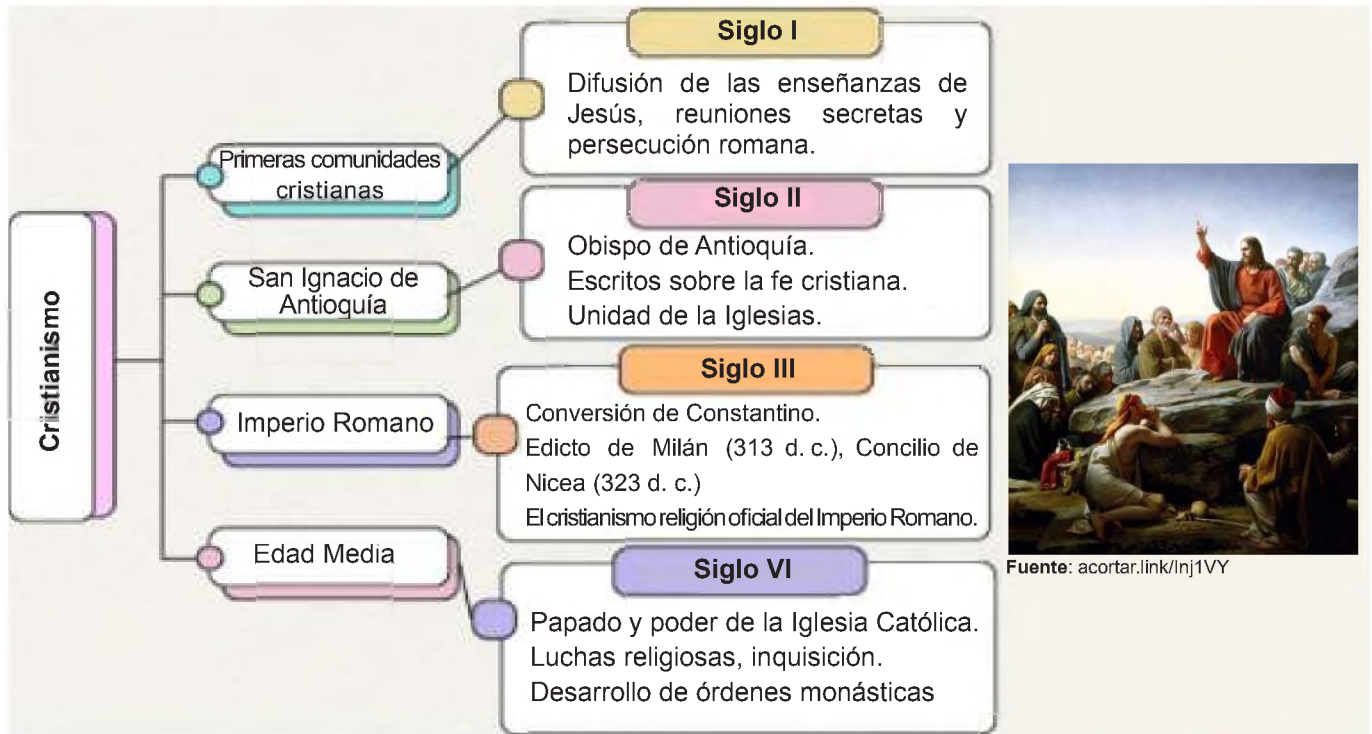 Cristianismo
Primeras comunidades
cristianas
Siglo I
Difusión de las enseñanzas de
Jesús, reuniones secretas y
persecución romana.
San Ignacio de
Antioquía
Siglo II
Obispo de Antioquía.
Escritos sobre la fe cristiana.
Unidad de la Iglesias.
Imperio Romano
Siglo III
Conversión de Constantino.
Edicto de Milán (313 d. c.), Concilio de
Nicea (323 d. c.)
El cristianismo religión oficial del Imperio Romano.
Edad Media
Siglo VI
Papado y poder de la Iglesia Católica.
Luchas religiosas, inquisición.
Desarrollo de órdenes monásticas
Fuente: acortar.link/Inj1VY